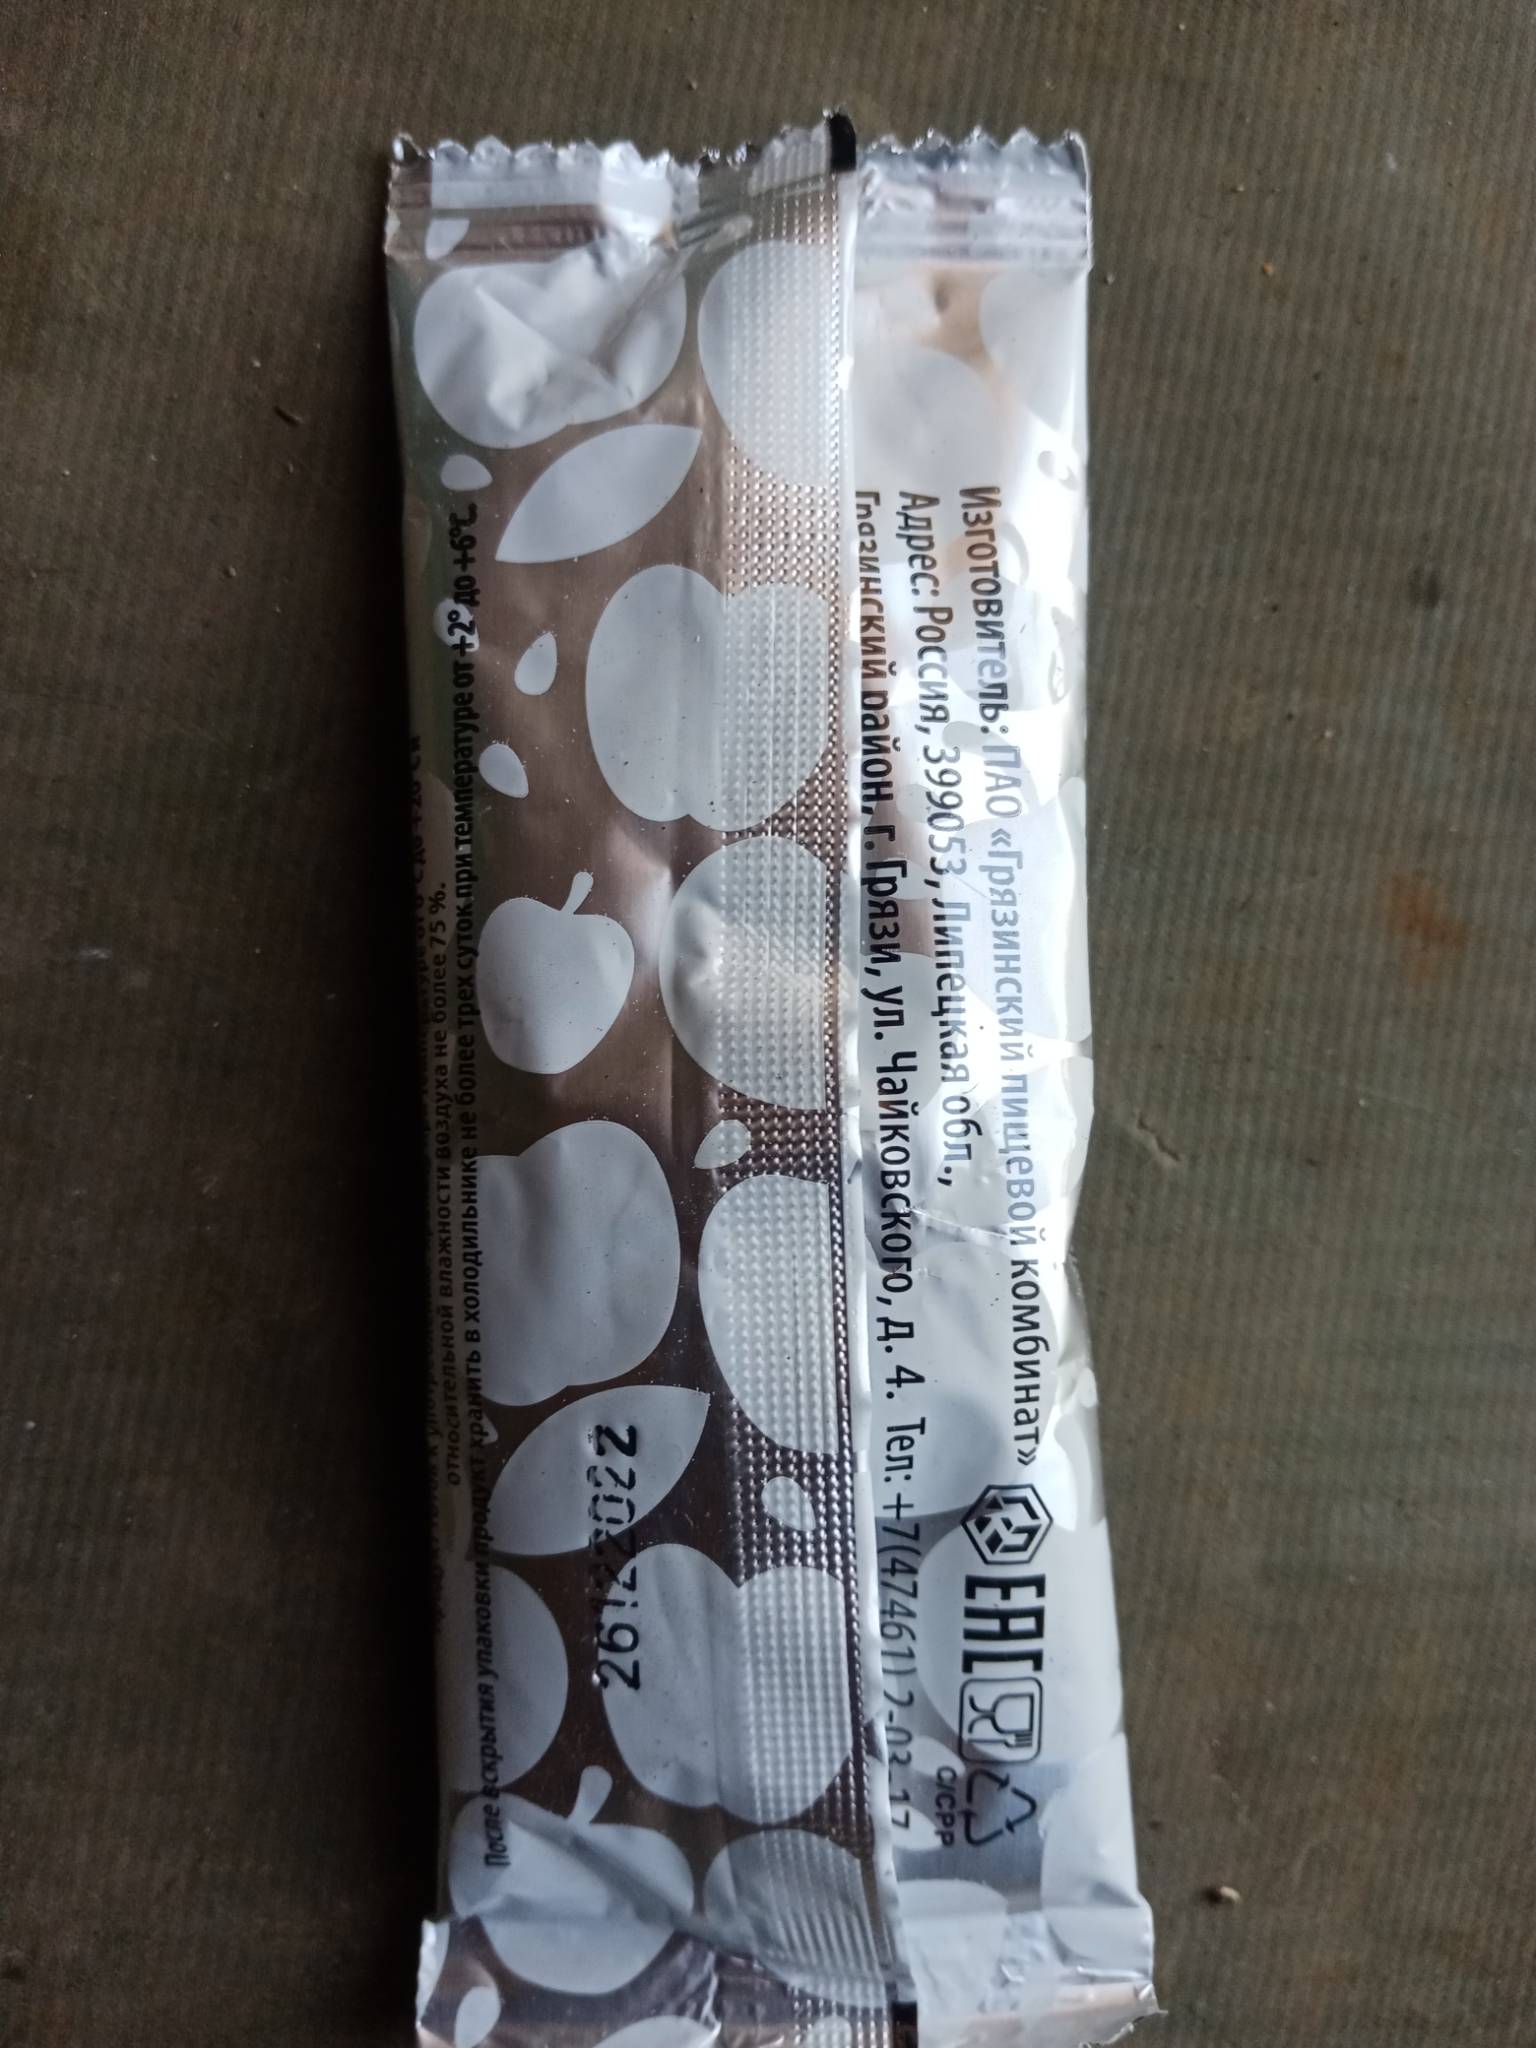 Изготовитель: ПАО «Грязинский пищевой комбинат»
Адрес: Россия, 399053, Липецкая обл.,
Грязинский район, г. Грязи, ул. Чайковского, д. 4. Тел: +7(47461) 2-03-17
EAC
C/CPP
26122022
относительной влажности воздуха не более 75 %.
После вскрытия упаковки продукт хранить в холодильнике не более трех суток при температуре от +2° до +6°С